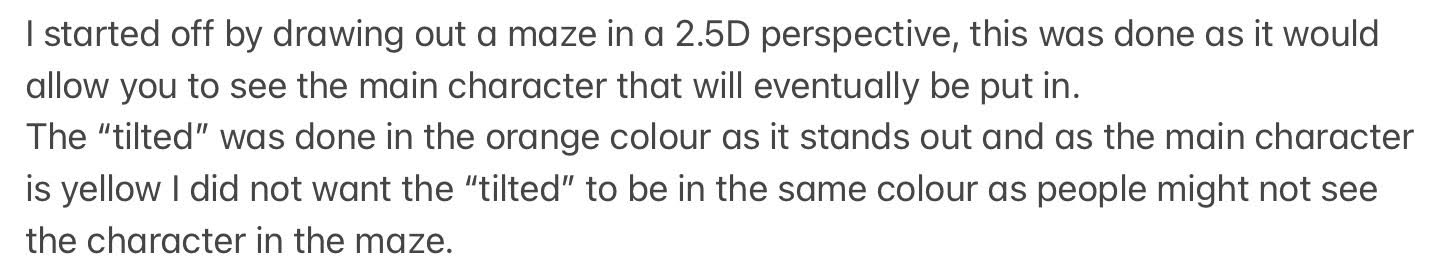 I started off by drawing out a maze in a 2.5D perspective, this was done as it would
allow you to see the main character that will eventually be put in.
The “tilted” was done in the orange colour as it stands out and as the main character
is yellow I did not want the “tilted” to be in the same colour as people might not see
the character in the maze.